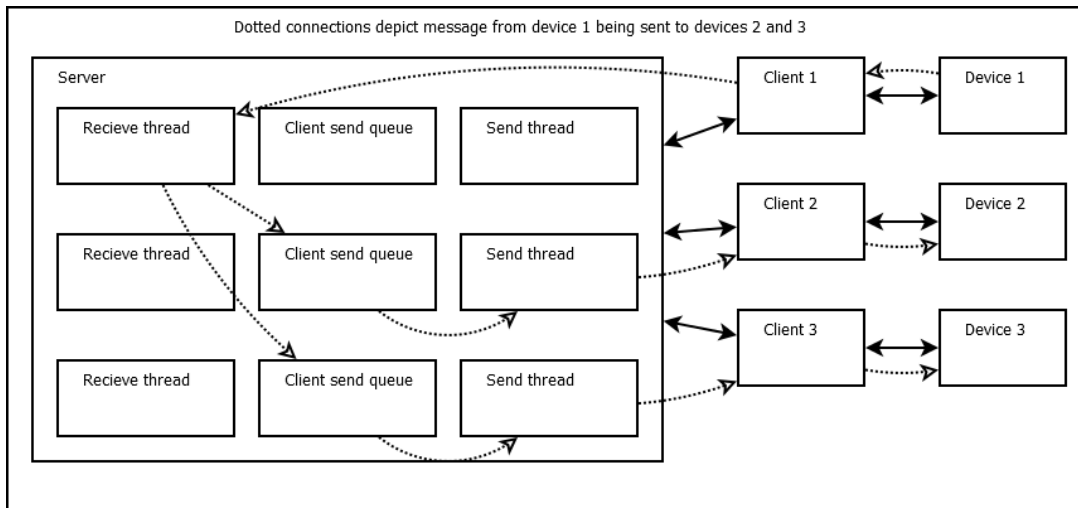 Dotted connections depict message from device 1 being sent to devices 2 and 3
Server
Client 1
Device 1
Recieve thread
Client send queue
Send thread
Client 2
Device 2
Recieve thread
Client send queue
Send thread
Client 3
Device 3
Recieve thread
Client send queue
Send thread